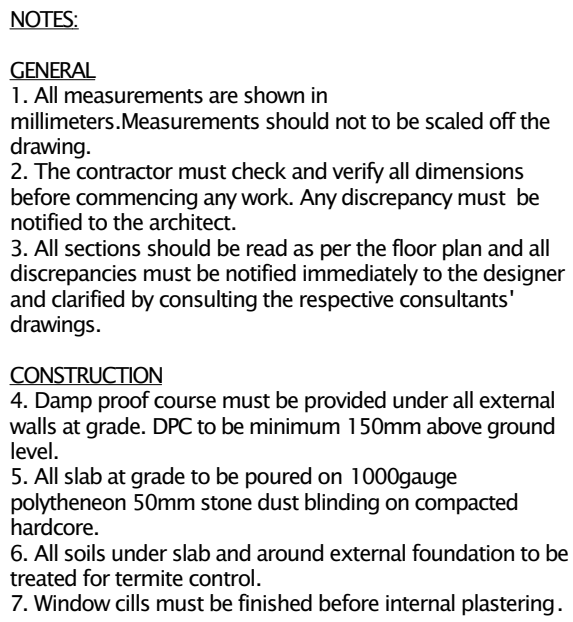 NOTES:
GENERAL
1. All measurements are shown in
millimeters.Measurements should not to be scaled off the
drawing.
2. The contractor must check and verify all dimensions
before commencing any work. Any discrepancy must  be
notified to the architect.
3. All sections should be read as per the floor plan and all
discrepancies must be notified immediately to the designer
and clarified by consulting the respective consultants'
drawings.
CONSTRUCTION
4. Damp proof course must be provided under all external
walls at grade. DPC to be minimum 150mm above ground
level.
5. All slab at grade to be poured on 1000gauge
polytheneon 50mm stone dust blinding on compacted
hardcore.
6. All soils under slab and around external foundation to be
treated for termite control.
7. Window cills must be finished before internal plastering.